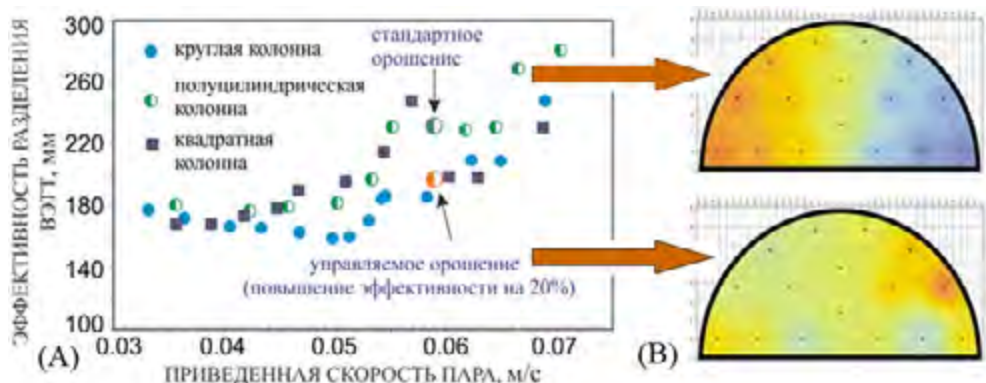 ЭФФЕКТИВНОСТЬ РАЗДЕЛЕНИЯ
ВЭТТ, мм
300
260
220
180
140
100
круглая колонна
полуцилиндрическая
колонна
квадратная
колонна
стандартное
орошение
управляемое орошение
(повышение эффективности на 20%)
(A)
0.03 0.04 0.05 0.06 0.07
ПРИВЕДЕННАЯ СКОРОСТЬ ПАРА, м/с
(B)